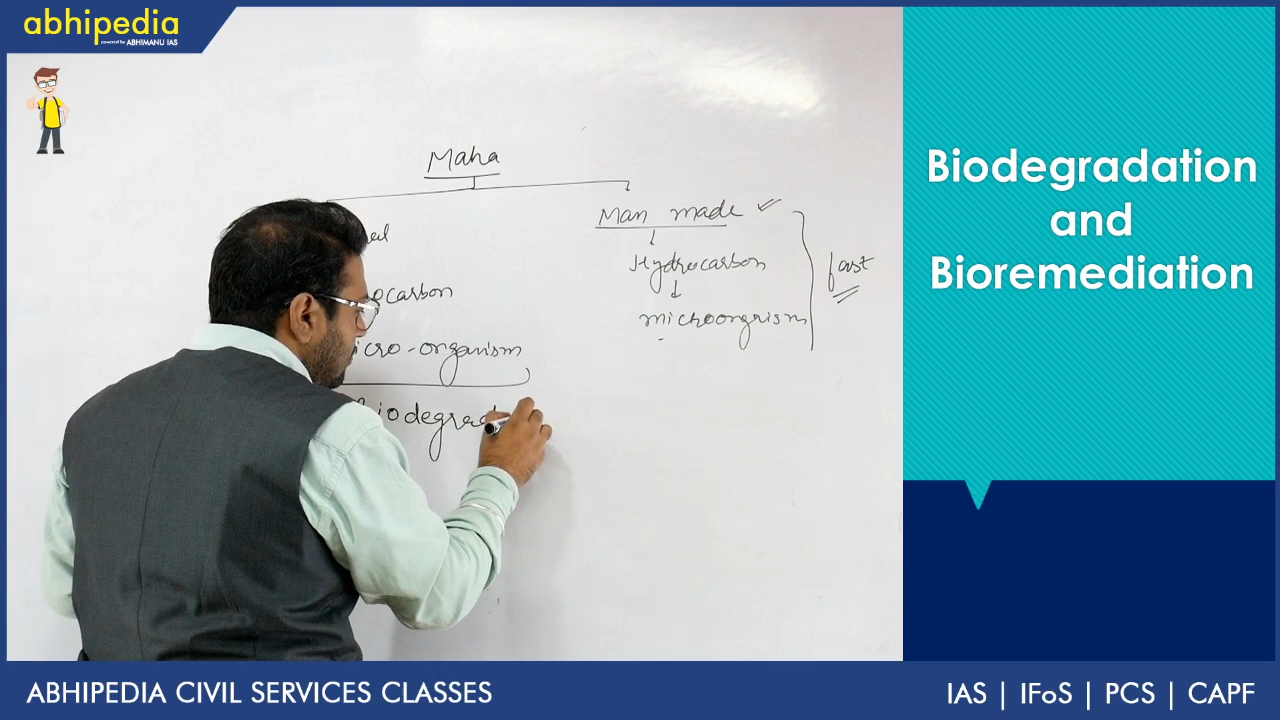 abhipedia
powered by ABHIMANU IAS
Biodegradation
and
Bioremediation
Maha
Man made
Hydrocarbon
microorgnism
fast
ocarbon
icro-organism
iodegrad
ABHIPEDIA CIVIL SERVICES CLASSES
IAS | IFoS | PCS | CAPF